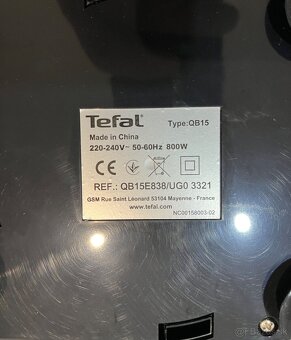 Tefal Type:QB15
Made in China
220-240V~ 50-60Hz 800W
CE
REF.: QB15E838/UG0 3321
GSM Rue Saint Léonard 53104 Mayenne - France
www.tefal.com
NC00158003-02